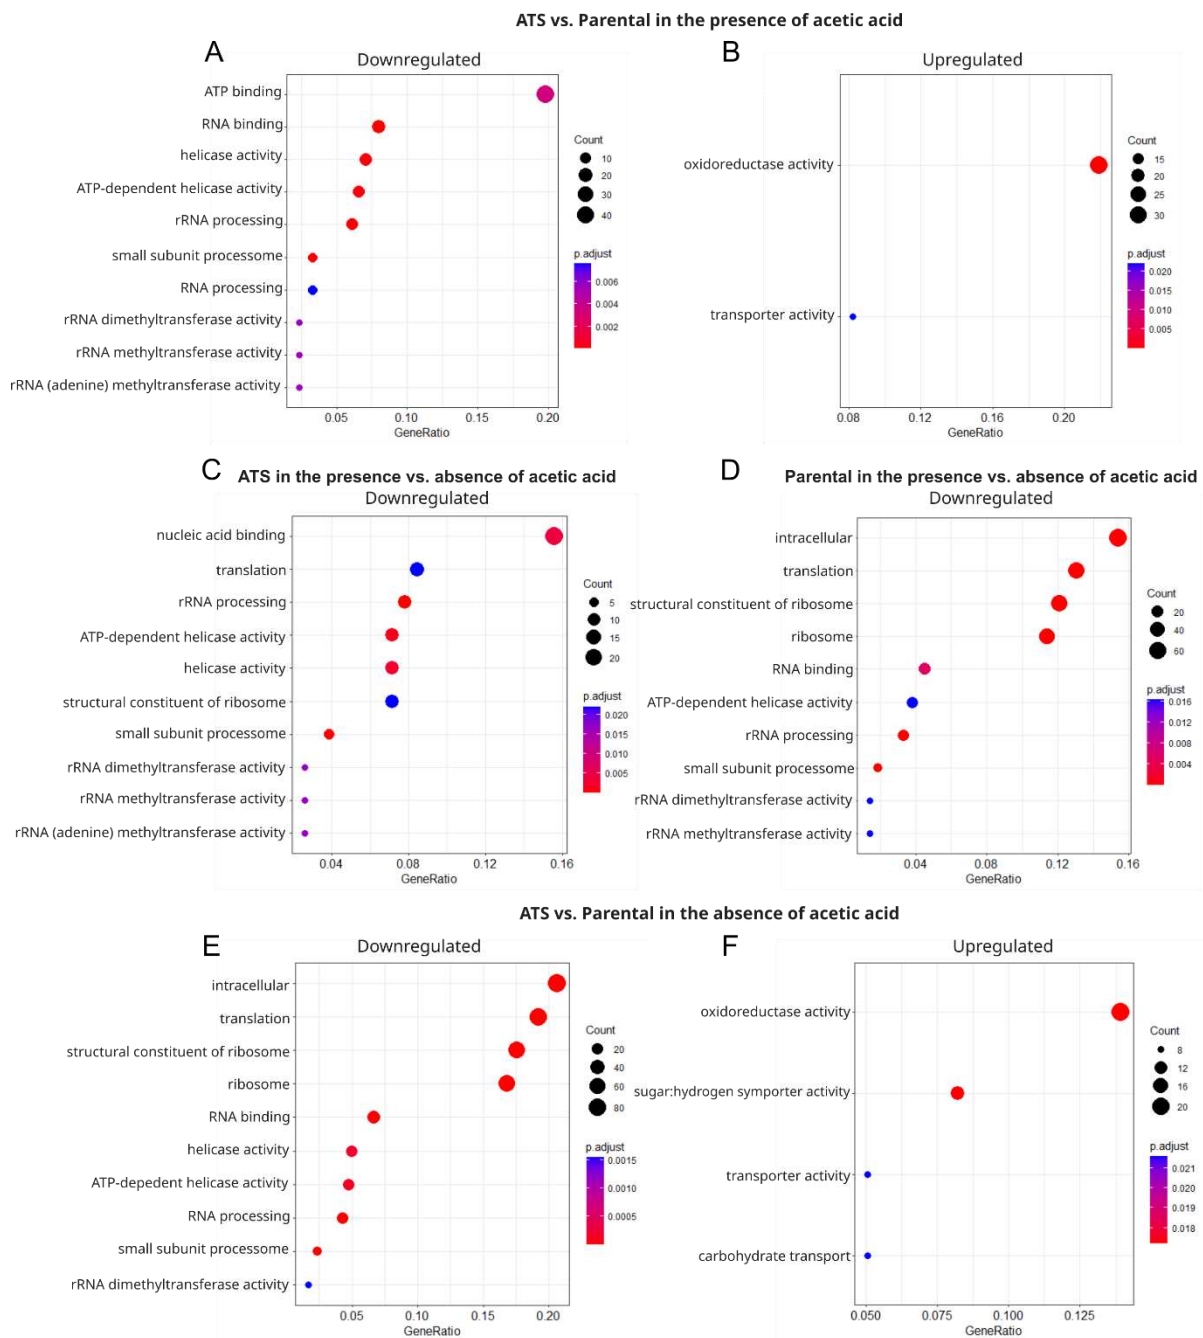 ATS vs. Parental in the presence of acetic acid
A
Downregulated
ATP binding
RNA binding
helicase activity
ATP-dependent helicase activity
rRNA processing
small subunit processome
RNA processing
rRNA dimethyltransferase activity
rRNA methyltransferase activity
rRNA (adenine) methyltransferase activity
0.05 0.10 0.15 0.20
GeneRatio
Count
10
20
30
40
p.adjust
0.006
0.004
0.002
B
Upregulated
oxidoreductase activity
transporter activity
0.08 0.12 0.16 0.20
GeneRatio
Count
15
20
25
30
p.adjust
0.020
0.015
0.010
0.005
C
ATS in the presence vs. absence of acetic acid
Downregulated
nucleic acid binding
translation
rRNA processing
ATP-dependent helicase activity
helicase activity
structural constituent of ribosome
small subunit processome
rRNA dimethyltransferase activity
rRNA methyltransferase activity
rRNA (adenine) methyltransferase activity
0.04 0.08 0.12 0.16
GeneRatio
Count
5
10
15
20
p.adjust
0.020
0.015
0.010
0.005
D
Parental in the presence vs. absence of acetic acid
Downregulated
intracellular
translation
structural constituent of ribosome
ribosome
RNA binding
ATP-dependent helicase activity
rRNA processing
small subunit processome
rRNA dimethyltransferase activity
rRNA methyltransferase activity
0.04 0.08 0.12 0.16
GeneRatio
Count
20
40
60
p.adjust
0.016
0.012
0.008
0.004
ATS vs. Parental in the absence of acetic acid
E
Downregulated
intracellular
translation
structural constituent of ribosome
ribosome
RNA binding
helicase activity
ATP-depedent helicase activity
RNA processing
small subunit processome
rRNA dimethyltransferase activity
0.05 0.10 0.15 0.20
GeneRatio
Count
20
40
60
80
p.adjust
0.0015
0.0010
0.0005
F
Upregulated
oxidoreductase activity
sugar:hydrogen symporter activity
transporter activity
carbohydrate transport
0.050 0.075 0.100 0.125
GeneRatio
Count
8
12
16
20
p.adjust
0.021
0.020
0.019
0.018